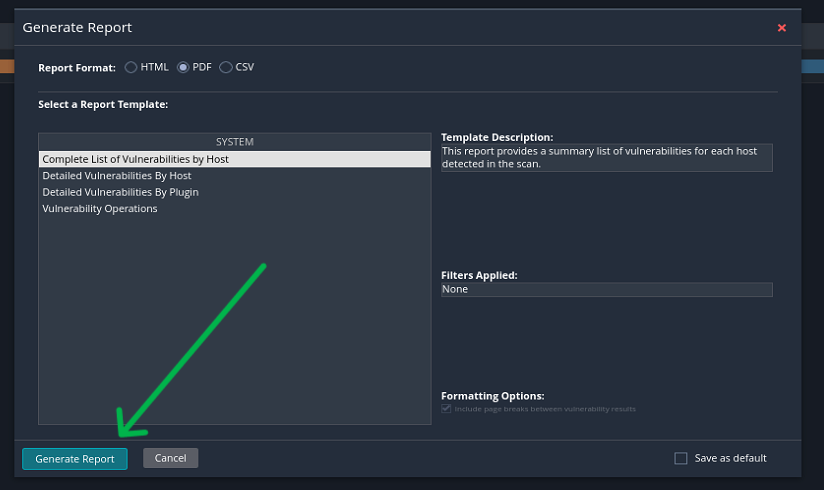 Generate Report
Report Format: HTML PDF CSV
Select a Report Template:
SYSTEM
Complete List of Vulnerabilities by Host
Detailed Vulnerabilities By Host
Detailed Vulnerabilities By Plugin
Vulnerability Operations
Template Description:
This report provides a summary list of vulnerabilities for each host
detected in the scan.
Filters Applied:
None
Formatting Options:
Include page breaks between vulnerability results
Generate Report Cancel Save as default